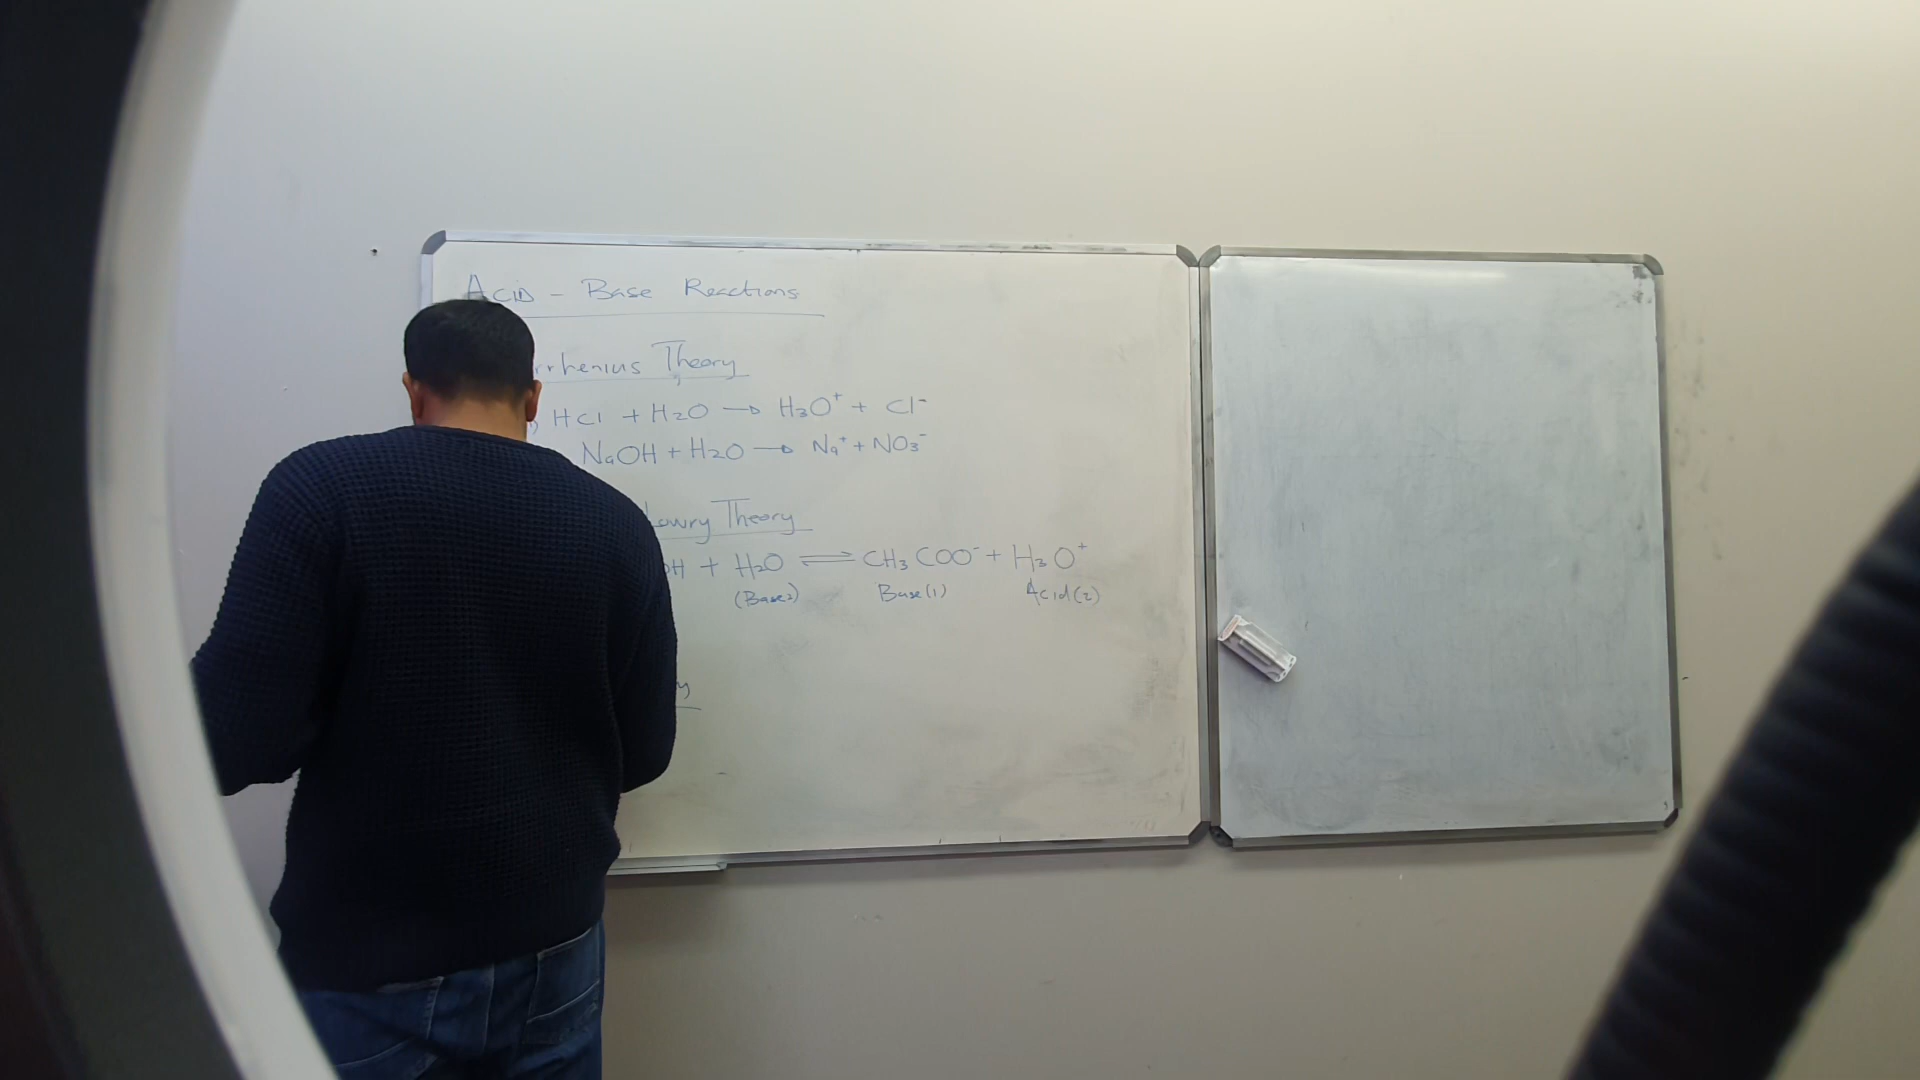 Acid - Base Reactions
rrhenius Theory
HCl + H2O → H3O⁺ + Cl⁻
NaOH + H2O → Na⁺ + NO3⁻
Lowry Theory
OH + H2O ⇌ CH3COO⁻ + H3O⁺
(Base2) Base(1) Acid(2)
y